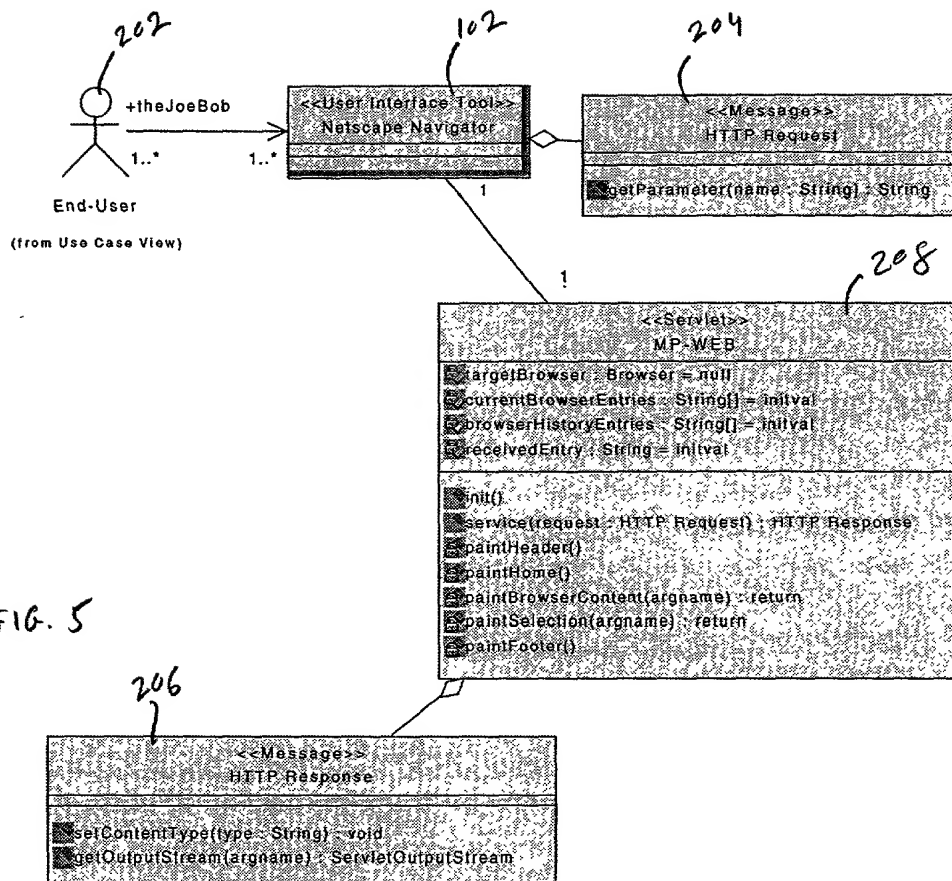 202
102
204
+theJoeBob
1..*
1..*
End-User
(from Use Case View)
<<User Interface Tool>>
Netscape Navigator
<<Message>>
HTTP Request
getParameter(name : String) : String
1
1
208
<<Servlet>>
MP-WEB
targetBrowser : Browser = null
currentBrowserEntries : String[] = initval
browserHistoryEntries : String[] = initval
receivedEntry : String = initval
init()
service(request : HTTP Request) : HTTP Response
paintHeader()
paintHome()
paintBrowserContent(argname) : return
paintSelection(argname) : return
paintFooter()
FIG. 5
206
<<Message>>
HTTP Response
setContentType(type : String) : void
getOutputStream(argname) : ServletOutputStream